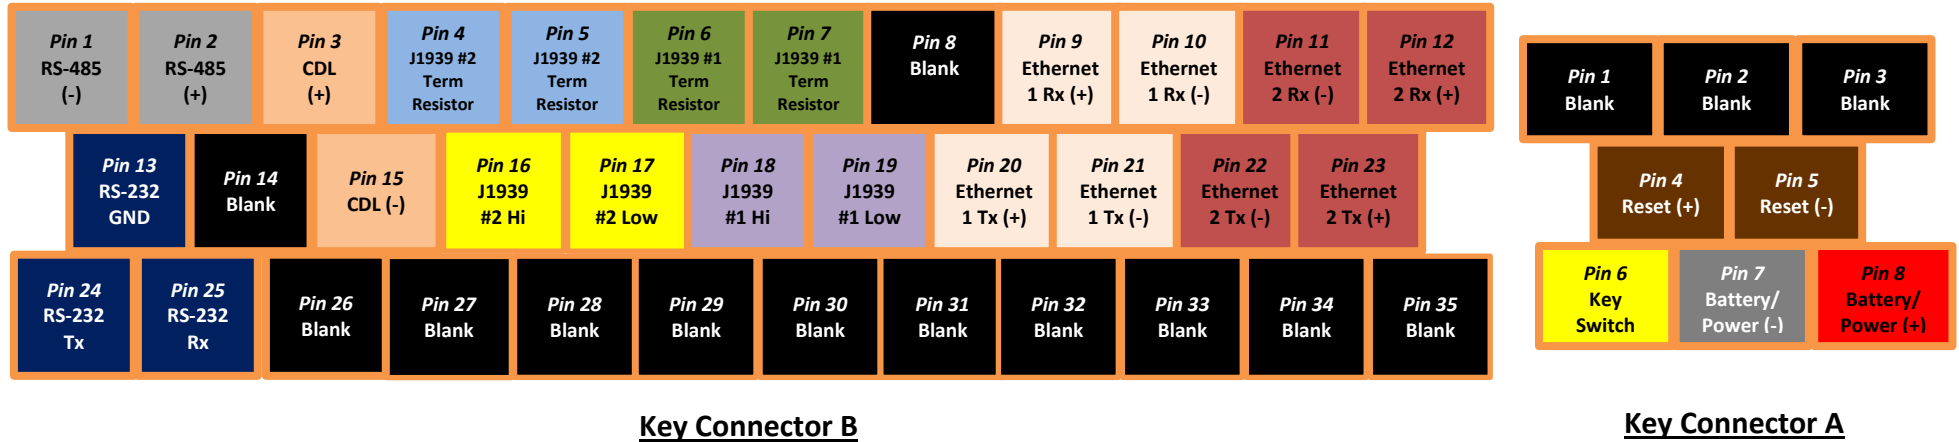 Pin 1
RS-485
(-)
Pin 2
RS-485
(+)
Pin 3
CDL
(+)
Pin 4
J1939 #2
Term
Resistor
Pin 5
J1939 #2
Term
Resistor
Pin 6
J1939 #1
Term
Resistor
Pin 7
J1939 #1
Term
Resistor
Pin 8
Blank
Pin 9
Ethernet
1 Rx (+)
Pin 10
Ethernet
1 Rx (-)
Pin 11
Ethernet
2 Rx (-)
Pin 12
Ethernet
2 Rx (+)
Pin 13
RS-232
GND
Pin 14
Blank
Pin 15
CDL (-)
Pin 16
J1939
#2 Hi
Pin 17
J1939
#2 Low
Pin 18
J1939
#1 Hi
Pin 19
J1939
#1 Low
Pin 20
Ethernet
1 Tx (+)
Pin 21
Ethernet
1 Tx (-)
Pin 22
Ethernet
2 Tx (-)
Pin 23
Ethernet
2 Tx (+)
Pin 24
RS-232
Tx
Pin 25
RS-232
Rx
Pin 26
Blank
Pin 27
Blank
Pin 28
Blank
Pin 29
Blank
Pin 30
Blank
Pin 31
Blank
Pin 32
Blank
Pin 33
Blank
Pin 34
Blank
Pin 35
Blank
Key Connector B
Pin 1
Blank
Pin 2
Blank
Pin 3
Blank
Pin 4
Reset (+)
Pin 5
Reset (-)
Pin 6
Key
Switch
Pin 7
Battery/
Power (-)
Pin 8
Battery/
Power (+)
Key Connector A